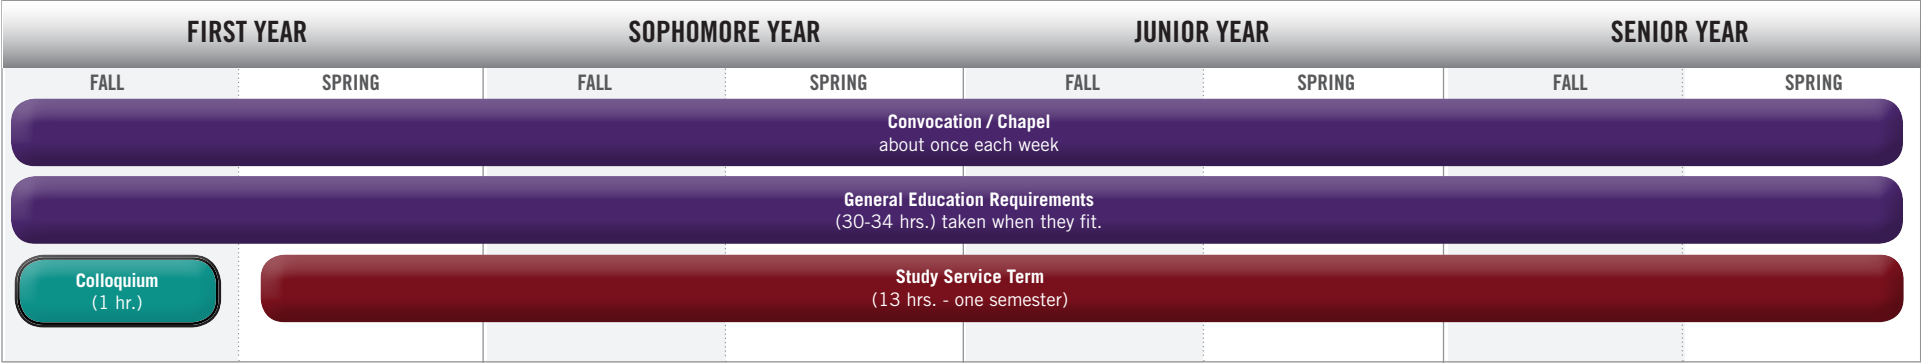 FIRST YEAR SOPHOMORE YEAR JUNIOR YEAR SENIOR YEAR
FALL SPRING FALL SPRING FALL SPRING FALL SPRING
Convocation / Chapel
about once each week
General Education Requirements
(30-34 hrs.) taken when they fit.
Colloquium
(1 hr.)
Study Service Term
(13 hrs. - one semester)